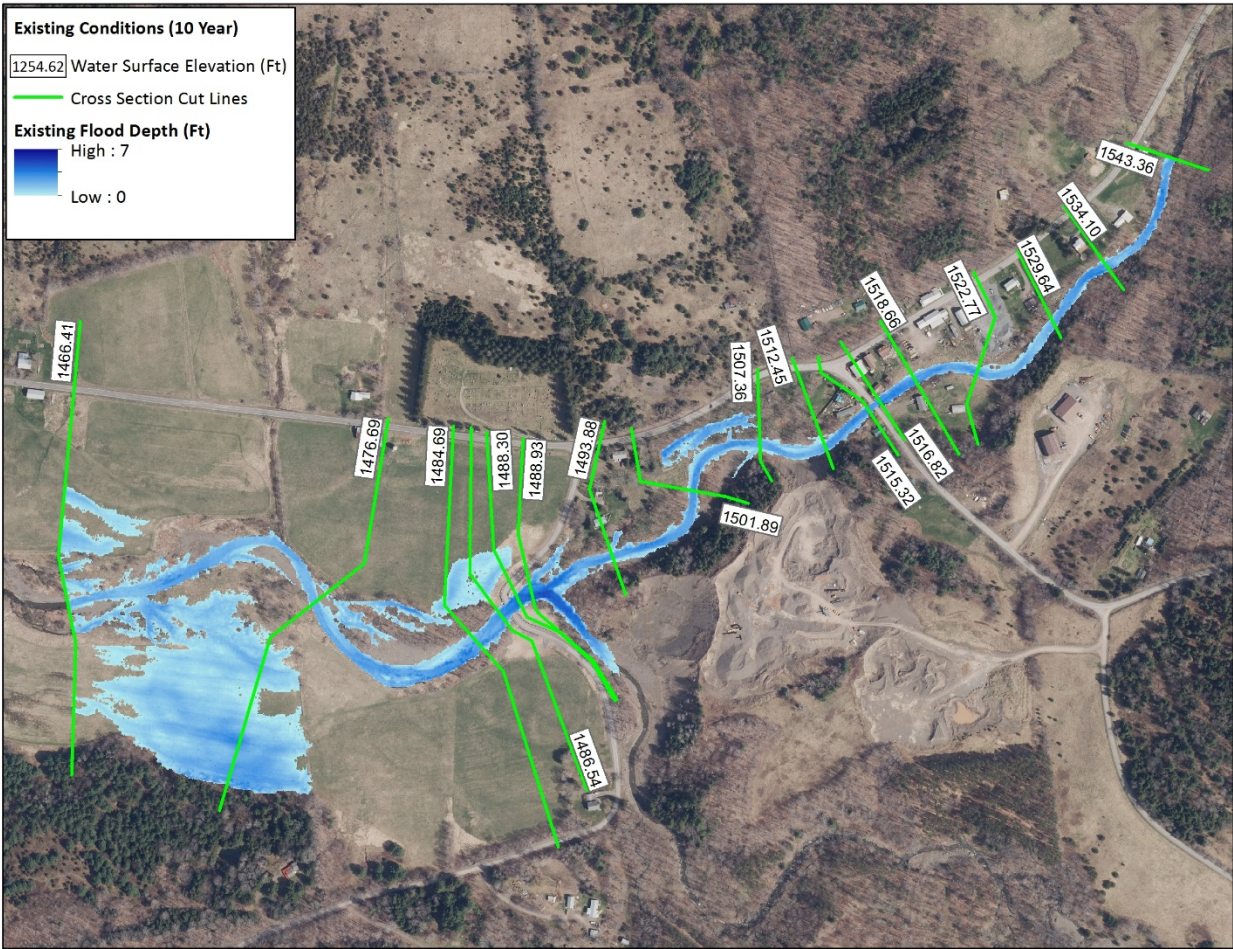 Existing Conditions (10 Year)
1254.62 Water Surface Elevation (Ft)
Cross Section Cut Lines
Existing Flood Depth (Ft)
High : 7
Low : 0
1543.36
1534.10
1529.64
1522.77
1518.66
1512.45
1507.36
1516.82
1515.32
1501.89
1493.88
1488.93
1488.30
1484.69
1476.69
1466.41
1486.54